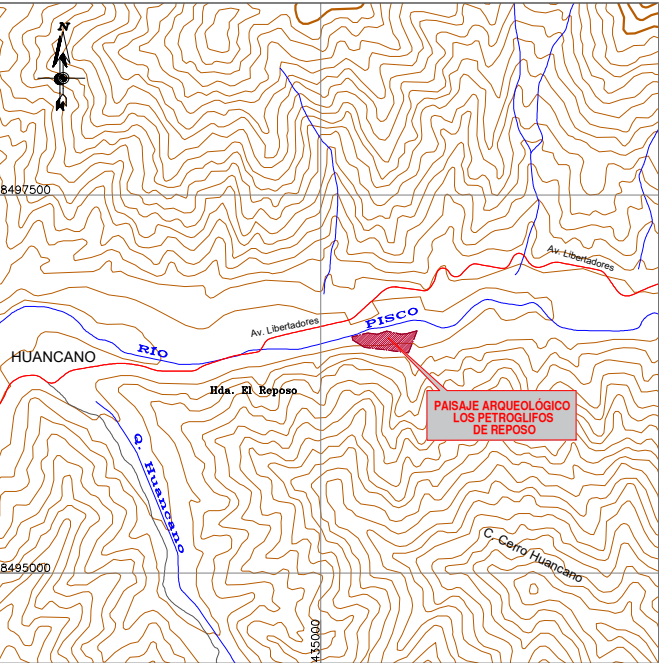 N
8497500
Av. Libertadores
PISCO
Av. Libertadores
RÍO
HUANCANO
Hda. El Reposo
PAISAJE ARQUEOLÓGICO
LOS PETROGLIFOS
DE REPOSO
Q. Huancano
C. Cerro Huancano
8495000
435000